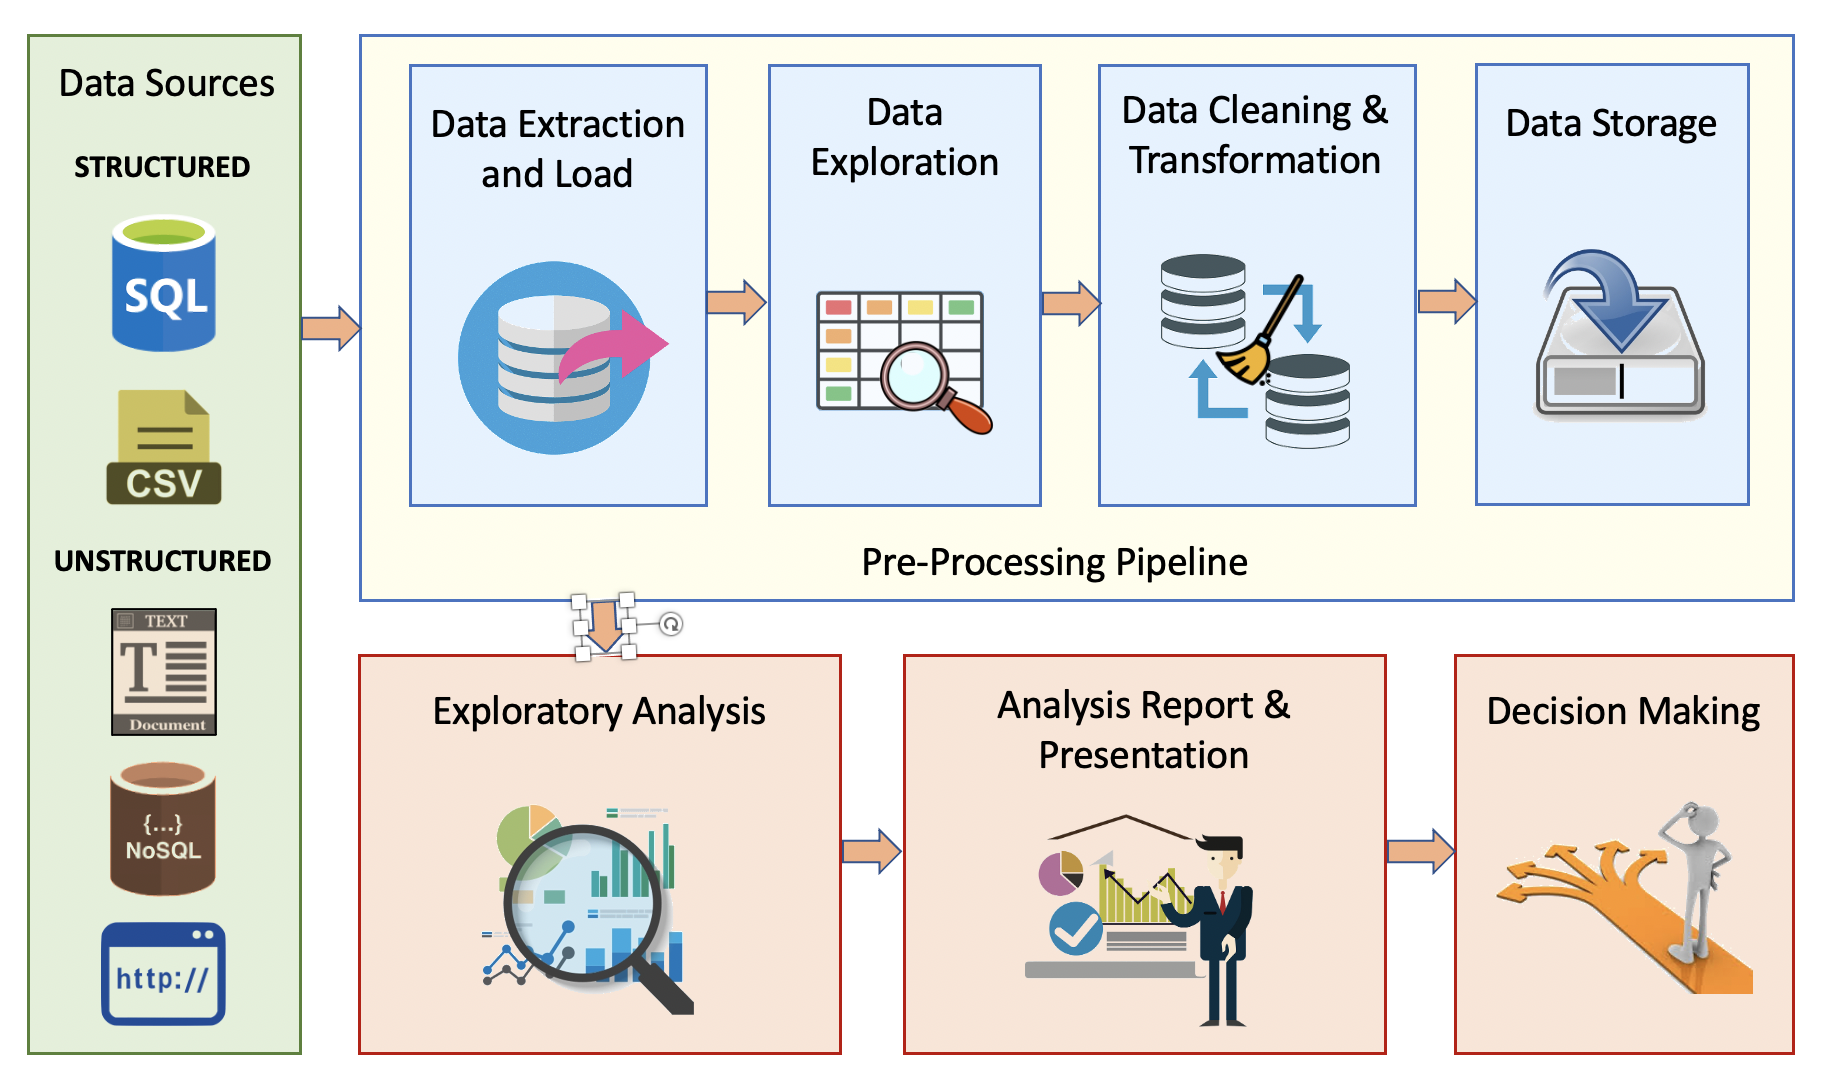 Data Sources
STRUCTURED
SQL
CSV
UNSTRUCTURED
TEXT
T
Document
{...}
NoSQL
http://
Data Extraction
and Load
Data
Exploration
Data Cleaning &
Transformation
Data Storage
Pre-Processing Pipeline
Exploratory Analysis
Analysis Report &
Presentation
Decision Making